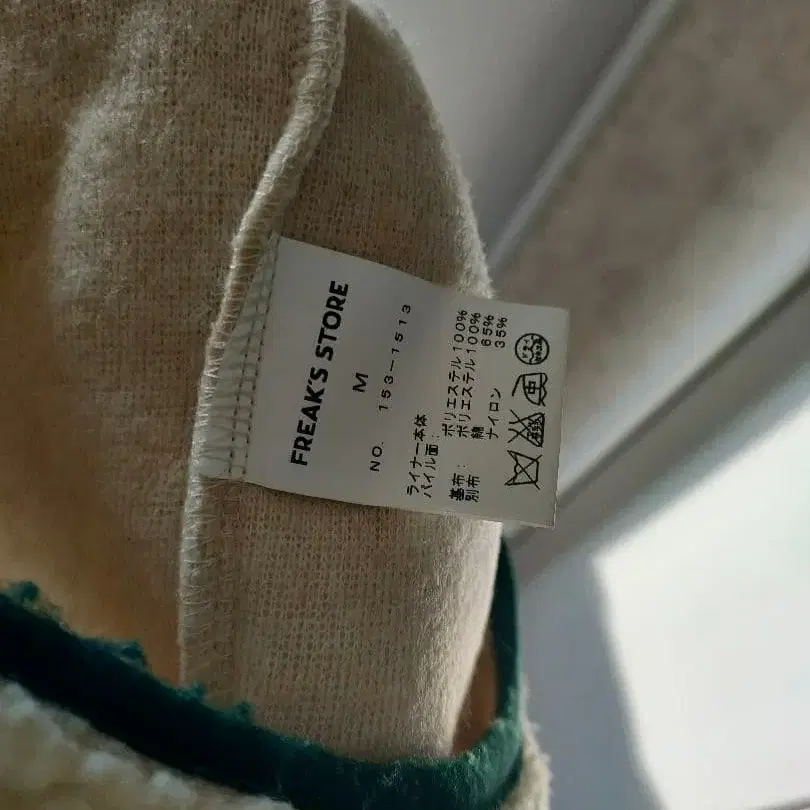 FREAK'S STORE
M
NO. 153-1513
ライナー本体
パイル面： ポリエステル100%
基布： ポリエステル100%
別布 綿 65%
ナイロン 35%